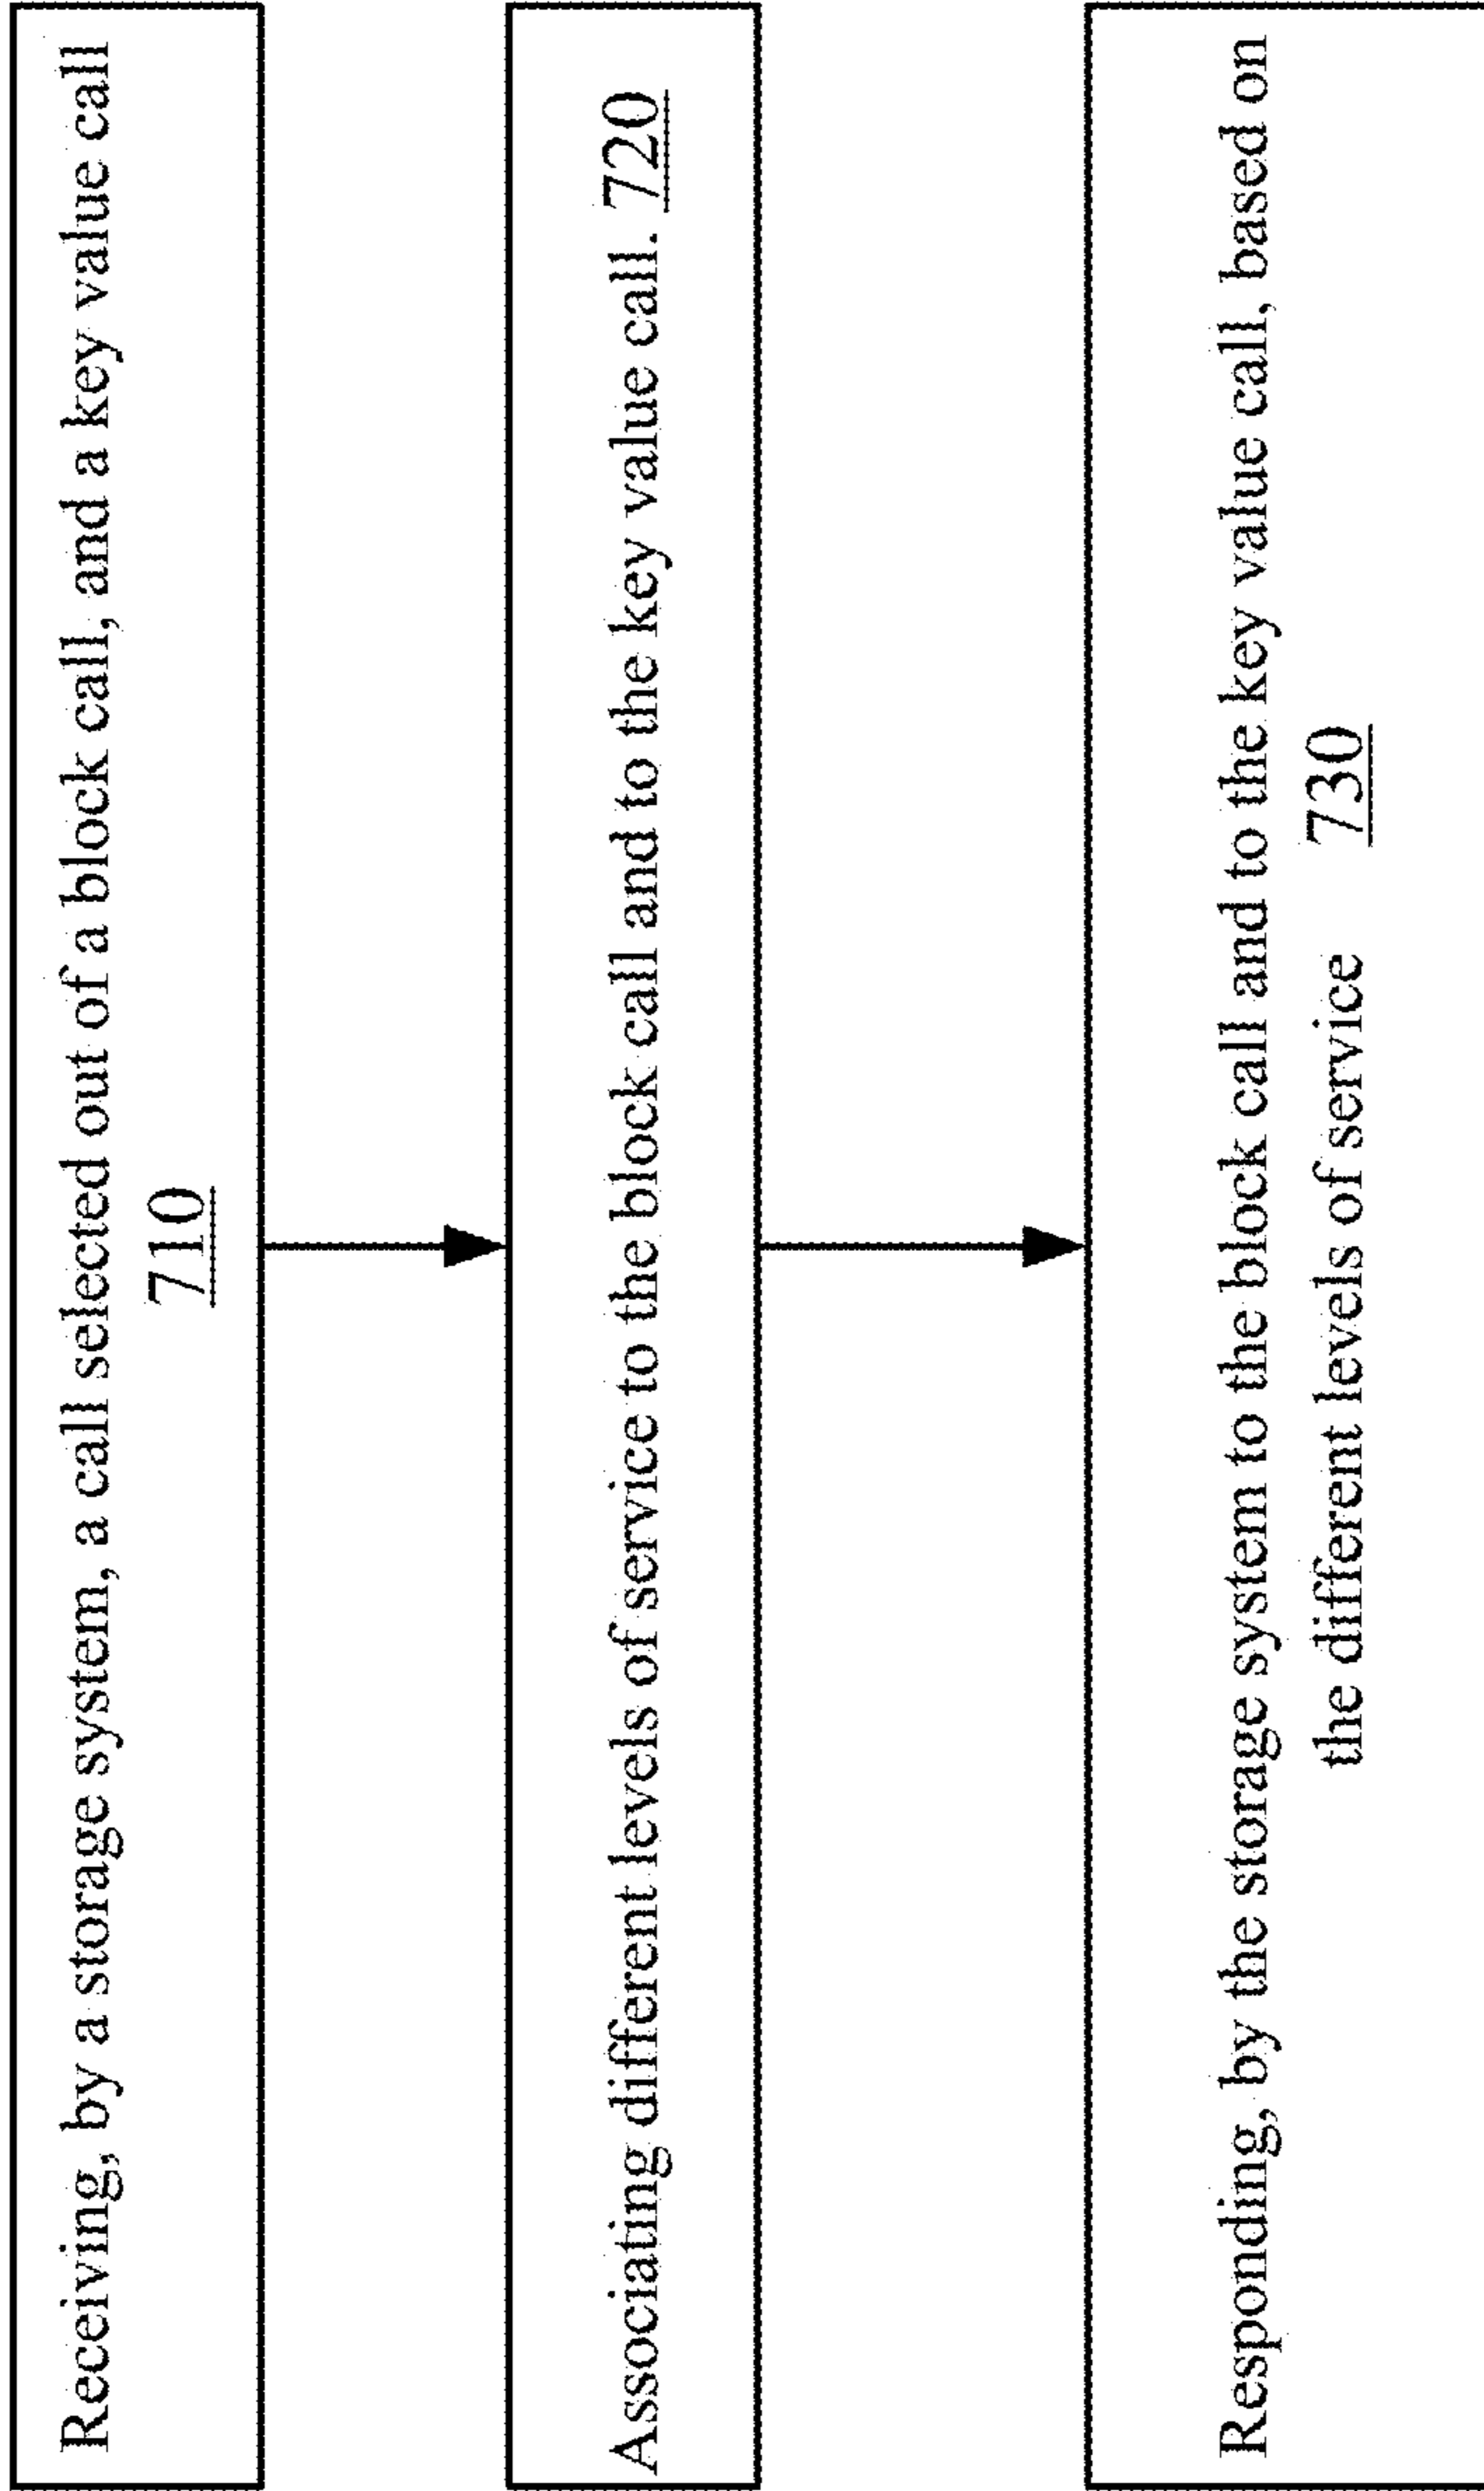 Receiving, by a storage system, a call selected out of a block call, and a key value call
710
Associating different levels of service to the block call and to the key value call. 720
Responding, by the storage system to the block call and to the key value call, based on
the different levels of service 730